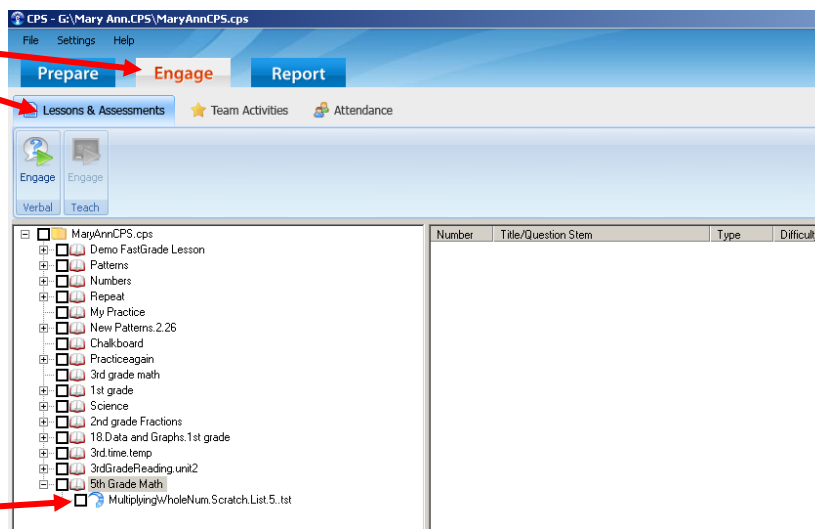 CPS - G:\Mary Ann.CPS\MaryAnnCPS.cps
File Settings Help
Prepare Engage Report
Lessons & Assessments Team Activities Attendance
Engage Engage
Verbal Teach
MaryAnnCPS.cps
Number Title/Question Stem Type Difficult
Demo FastGrade Lesson
Patterns
Numbers
Repeat
My Practice
New Patterns.2.26
Chalkboard
Practiceagain
3rd grade math
1st grade
Science
2nd grade Fractions
18.Data and Graphs.1st grade
3rd.time.temp
3rdGradeReading.unit2
5th Grade Math
MultiplyingWholeNum.Scratch.List.5..tst